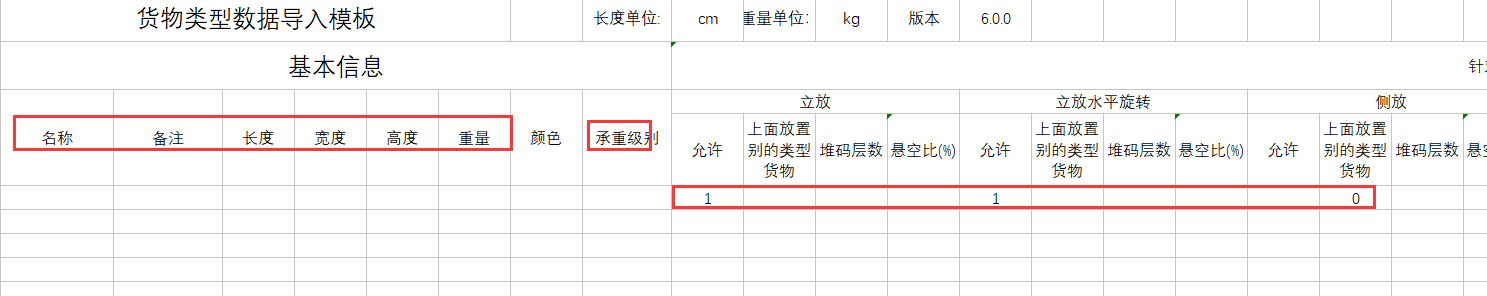 货物类型数据导入模板 长度单位: cm 重量单位: kg 版本 6.0.0
基本信息 针
立放 立放水平旋转 侧放
名称 备注 长度 宽度 高度 重量 颜色 承重级别
允许 上面放置别的类型货物 堆码层数 悬空比(%) 允许 上面放置别的类型货物 堆码层数 悬空比(%) 允许 上面放置别的类型货物 堆码层数 悬
1 1 0